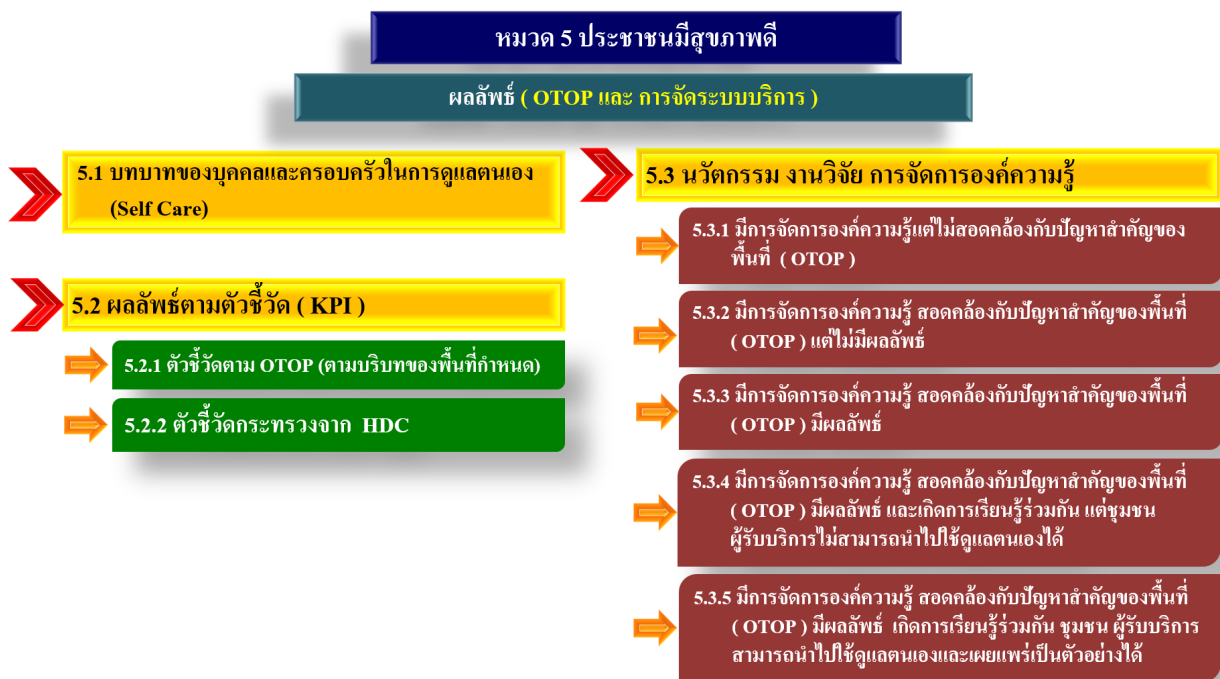 หมวด 5 ประชาชนมีสุขภาพดี
ผลลัพธ์ ( OTOP และ การจัดระบบบริการ )
5.1 บทบาทของบุคคลและครอบครัวในการดูแลตนเอง
(Self Care)
5.2 ผลลัพธ์ตามตัวชี้วัด ( KPI )
5.2.1 ตัวชี้วัดตาม OTOP (ตามบริบทของพื้นที่กำหนด)
5.2.2 ตัวชี้วัดกระทรวงจาก HDC
5.3 นวัตกรรม งานวิจัย การจัดการองค์ความรู้
5.3.1 มีการจัดการองค์ความรู้แต่ไม่สอดคล้องกับปัญหาสำคัญของ
พื้นที่ ( OTOP )
5.3.2 มีการจัดการองค์ความรู้ สอดคล้องกับปัญหาสำคัญของพื้นที่
( OTOP ) แต่ไม่มีผลลัพธ์
5.3.3 มีการจัดการองค์ความรู้ สอดคล้องกับปัญหาสำคัญของพื้นที่
( OTOP ) มีผลลัพธ์
5.3.4 มีการจัดการองค์ความรู้ สอดคล้องกับปัญหาสำคัญของพื้นที่
( OTOP ) มีผลลัพธ์ และเกิดการเรียนรู้ร่วมกัน แต่ชุมชน
ผู้รับบริการไม่สามารถนำไปใช้ดูแลตนเองได้
5.3.5 มีการจัดการองค์ความรู้ สอดคล้องกับปัญหาสำคัญของพื้นที่
( OTOP ) มีผลลัพธ์ เกิดการเรียนรู้ร่วมกัน ชุมชน ผู้รับบริการ
สามารถนำไปใช้ดูแลตนเองและเผยแพร่เป็นตัวอย่างได้